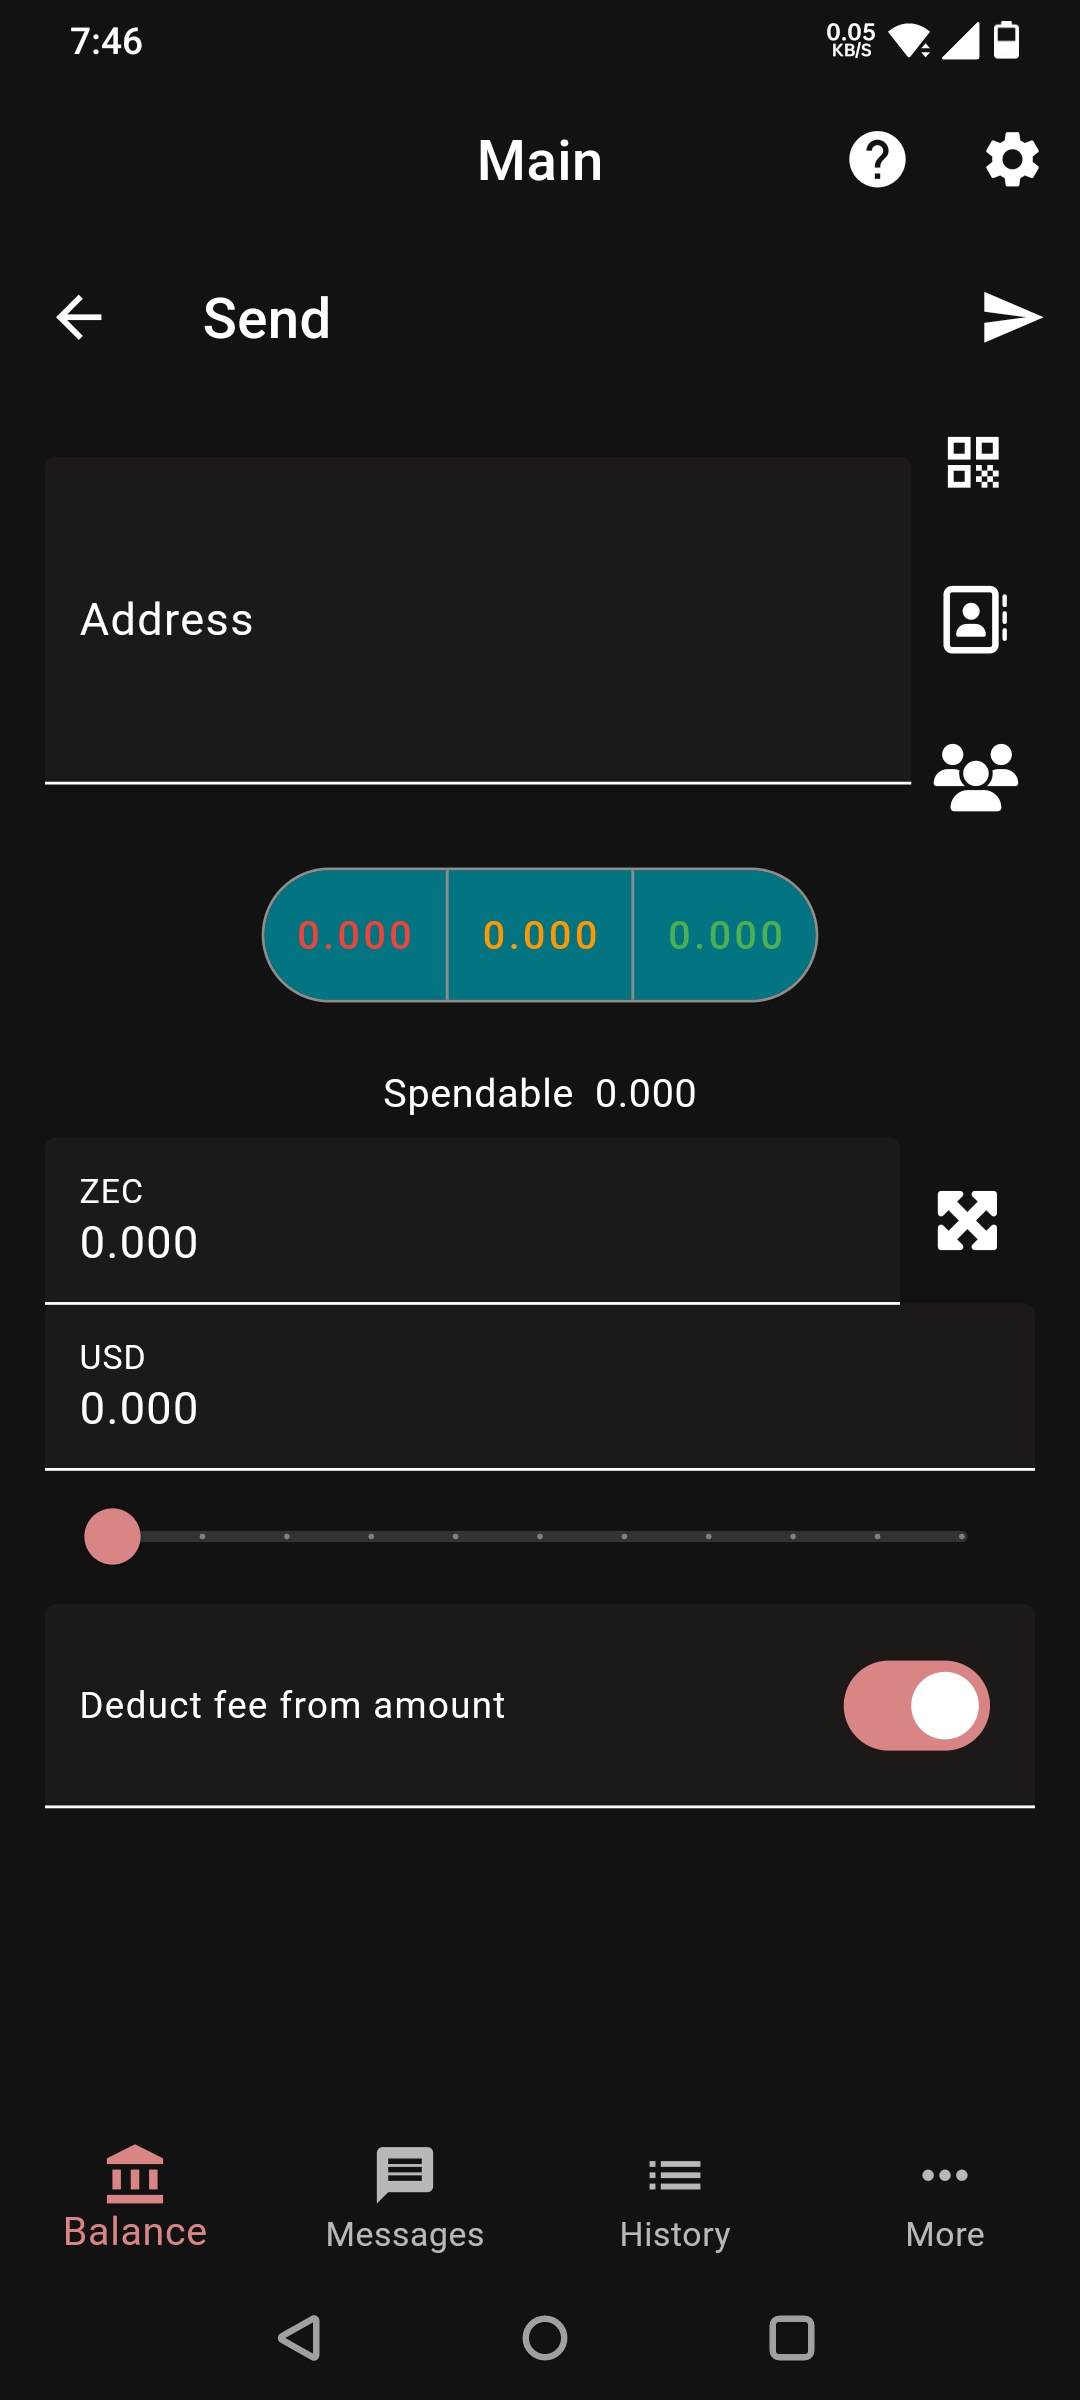 7:46
0.05
KB/S
Main
Send
Address
0.000 0.000 0.000
Spendable 0.000
ZEC
0.000
USD
0.000
Deduct fee from amount
Balance Messages History More